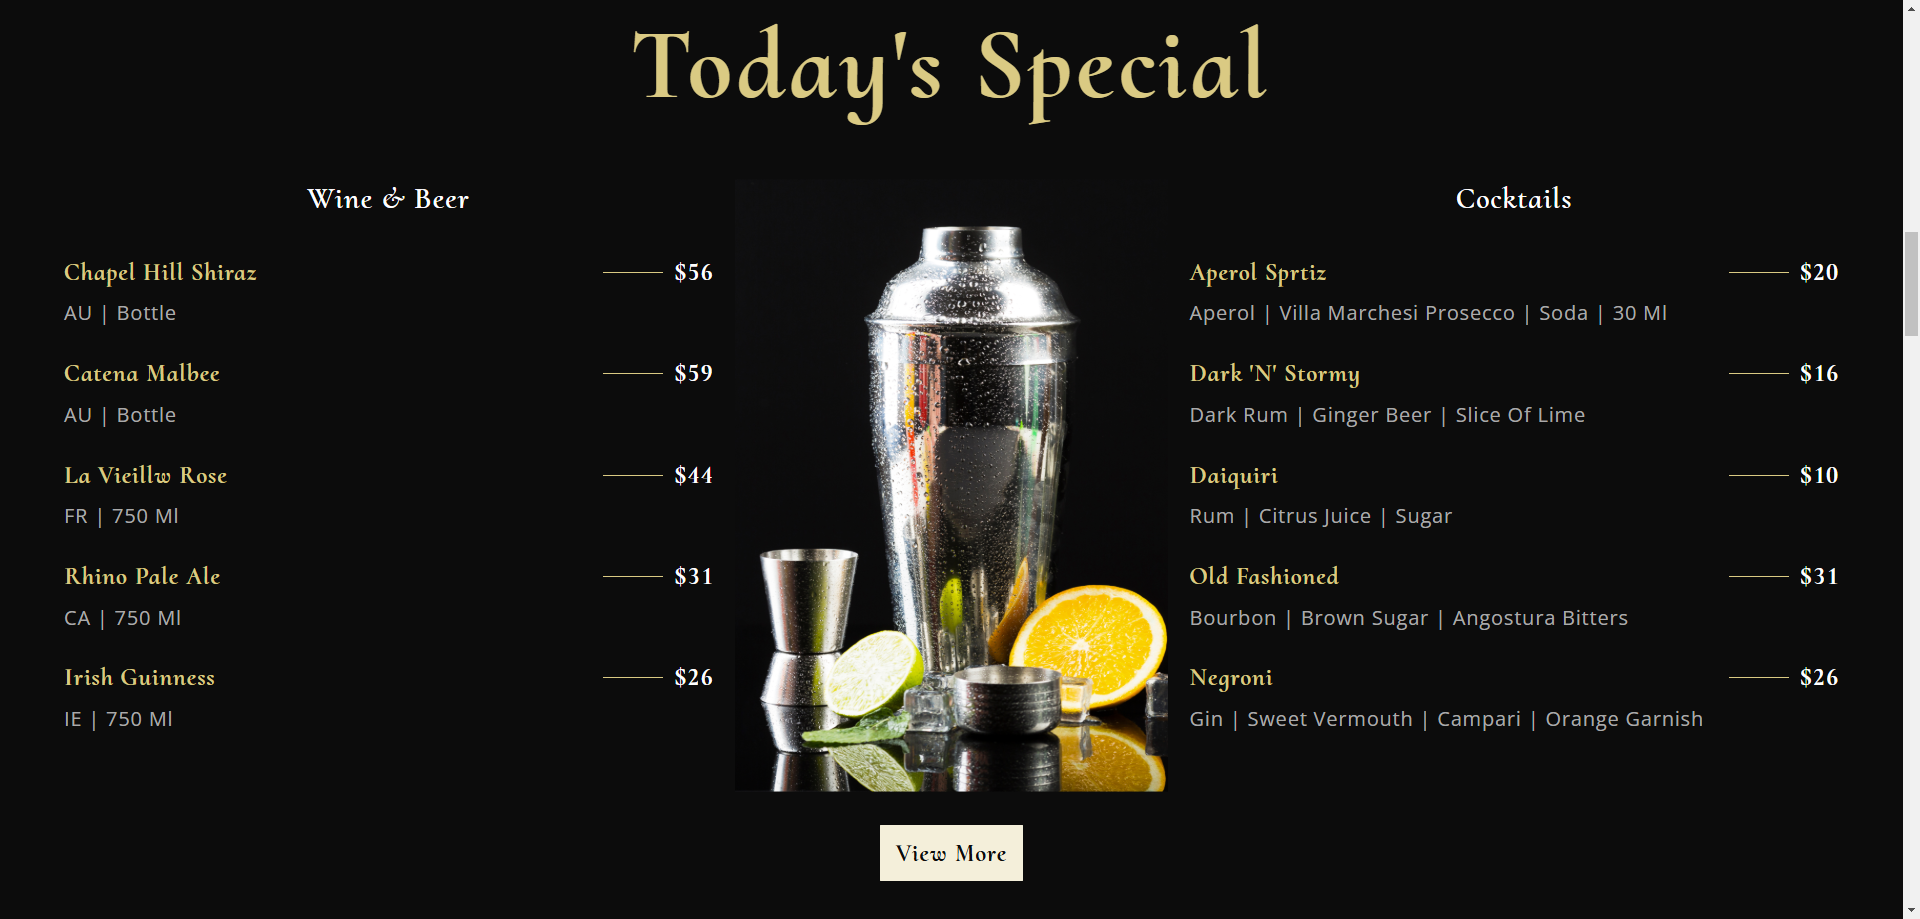 Today's Special
Wine & Beer
Chapel Hill Shiraz $56
AU | Bottle
Catena Malbee $59
AU | Bottle
La Vieillw Rose $44
FR | 750 Ml
Rhino Pale Ale $31
CA | 750 Ml
Irish Guinness $26
IE | 750 Ml
Cocktails
Aperol Sprtiz $20
Aperol | Villa Marchesi Prosecco | Soda | 30 Ml
Dark 'N' Stormy $16
Dark Rum | Ginger Beer | Slice Of Lime
Daiquiri $10
Rum | Citrus Juice | Sugar
Old Fashioned $31
Bourbon | Brown Sugar | Angostura Bitters
Negroni $26
Gin | Sweet Vermouth | Campari | Orange Garnish
View More